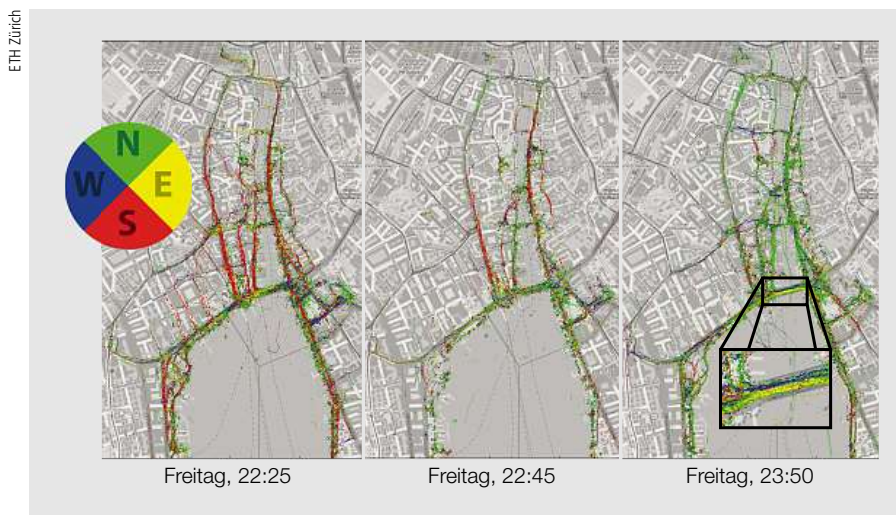 ETH Zürich
N
W E
S
Freitag, 22:25
Freitag, 22:45
Freitag, 23:50